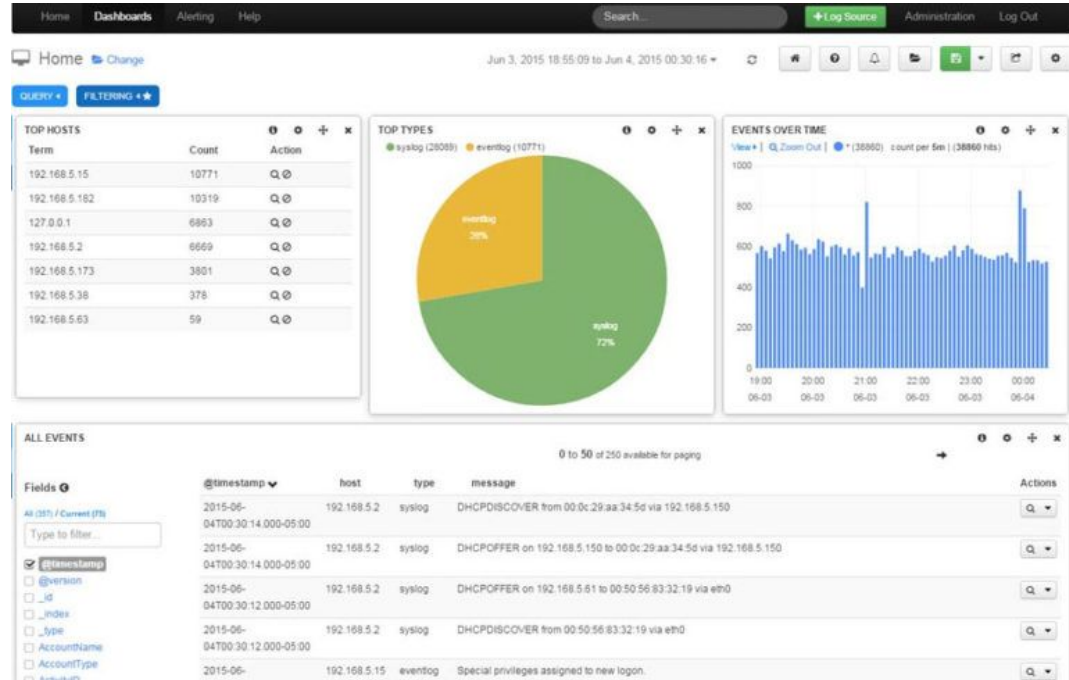 Home Dashboards Alerting Help Search... +Log Source Administration Log Out
Home Change Jun 3, 2015 18:55:09 to Jun 4, 2015 00:30:16
QUERY FILTERING 4
TOP HOSTS
Term Count Action
192.168.5.15 10771
192.168.5.182 10319
127.0.0.1 6863
192.168.5.2 6669
192.168.5.173 3801
192.168.5.38 378
192.168.5.63 59
TOP TYPES
syslog (28089) eventlog (10771)
eventlog
28%
syslog
72%
EVENTS OVER TIME
View | Zoom Out | * (38860) count per 5m | (38860 hits)
1000
800
600
400
200
0
19:00 20:00 21:00 22:00 23:00 00:00
06-03 06-03 06-03 06-03 06-03 06-04
ALL EVENTS
0 to 50 of 250 available for paging
Fields
All (357) / Current (75)
Type to filter...
@timestamp
@version
_id
_index
_type
AccountName
AccountType
@timestamp host type message Actions
2015-06-
04T00:30:14.000-05:00 192.168.5.2 syslog DHCPDISCOVER from 00:0c:29:aa:34:5d via 192.168.5.150
2015-06-
04T00:30:14.000-05:00 192.168.5.2 syslog DHCPOFFER on 192.168.5.150 to 00:0c:29:aa:34:5d via 192.168.5.150
2015-06-
04T00:30:12.000-05:00 192.168.5.2 syslog DHCPOFFER on 192.168.5.61 to 00:50:56:83:32:19 via eth0
2015-06-
04T00:30:12.000-05:00 192.168.5.2 syslog DHCPDISCOVER from 00:50:56:83:32:19 via eth0
2015-06- 192.168.5.15 eventlog Special privileges assigned to new logon.